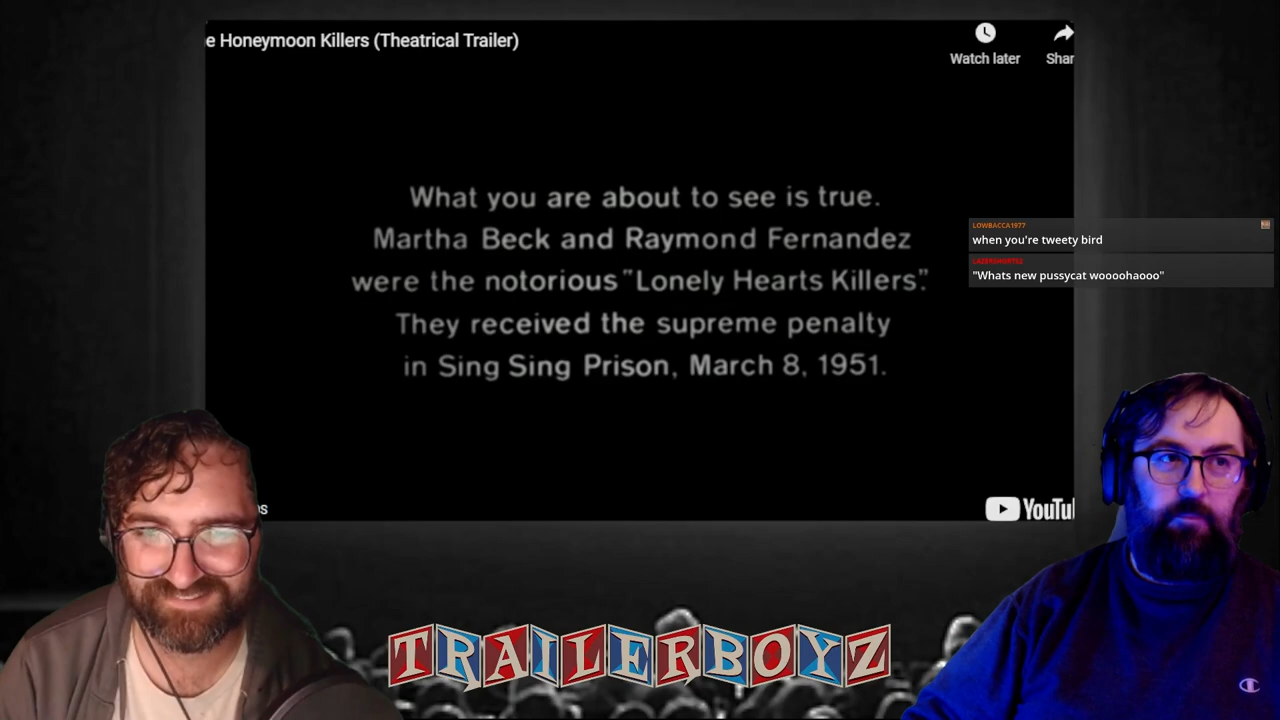 e Honeymoon Killers (Theatrical Trailer)
Watch later
Shar
What you are about to see is true.
Martha Beck and Raymond Fernandez
were the notorious "Lonely Hearts Killers".
They received the supreme penalty
in Sing Sing Prison, March 8, 1951.
LOWBACCA1977
when you're tweety bird
"Whats new pussycat woooohaooo"
os
YouTu
TRAILERBOYZ